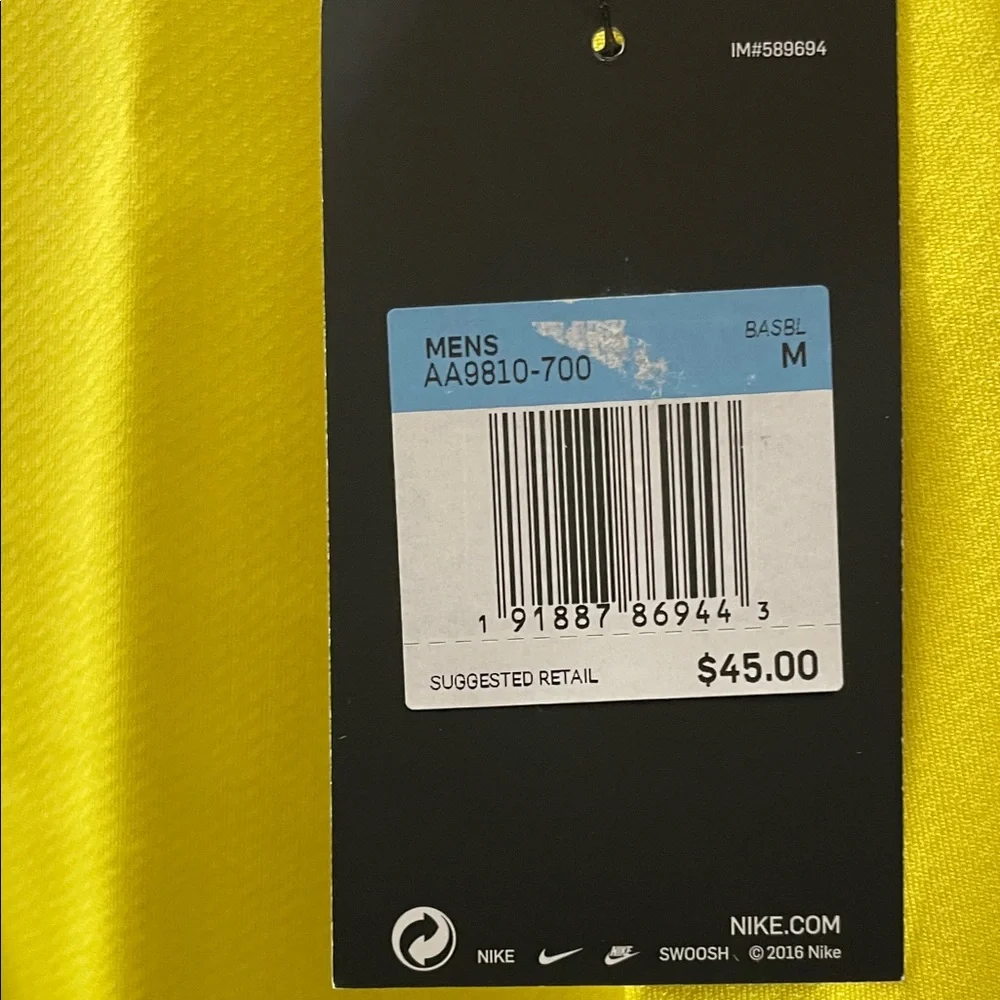 IM#589694
MENS
BASBL
AA9810-700
M
1 91887 86944 3
SUGGESTED RETAIL $45.00
NIKE.COM
NIKE NIKE SWOOSH © 2016 Nike